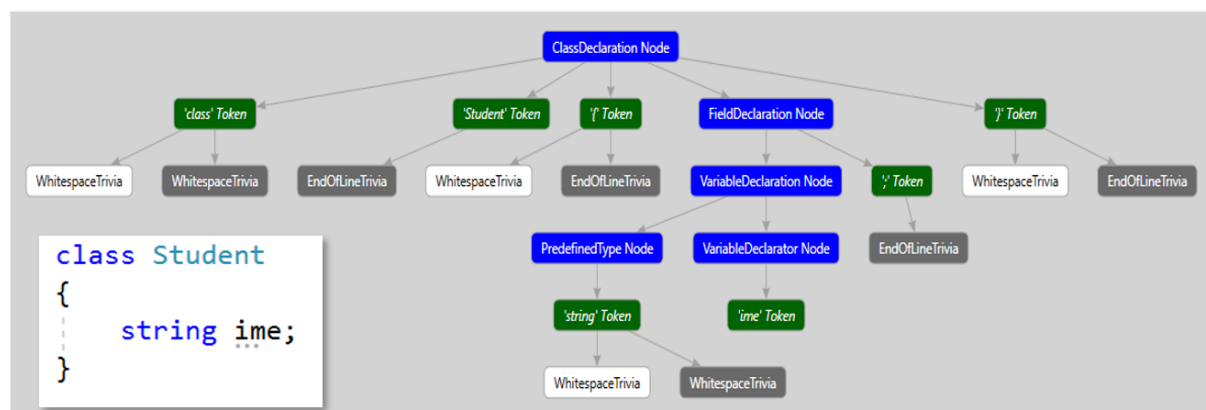 ClassDeclaration Node
'class' Token
'Student' Token
'{' Token
FieldDeclaration Node
'}' Token
WhitespaceTrivia
WhitespaceTrivia
EndOfLineTrivia
WhitespaceTrivia
EndOfLineTrivia
VariableDeclaration Node
';' Token
WhitespaceTrivia
EndOfLineTrivia
PredefinedType Node
VariableDeclarator Node
EndOfLineTrivia
'string' Token
'ime' Token
WhitespaceTrivia
WhitespaceTrivia
class Student
{
string ime;
}